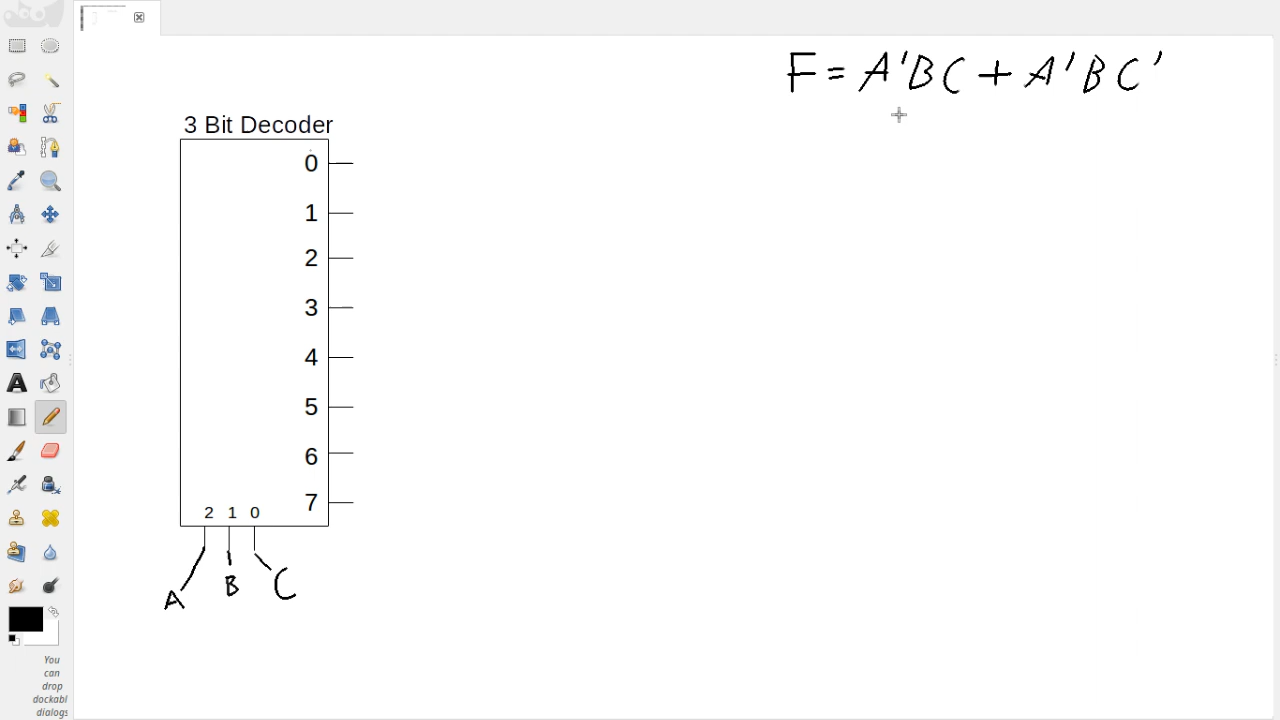 F = A'BC + A'BC'
3 Bit Decoder
0
1
2
3
4
5
6
7
2 1 0
A B C
You
can
drop
dockabl
dialogs